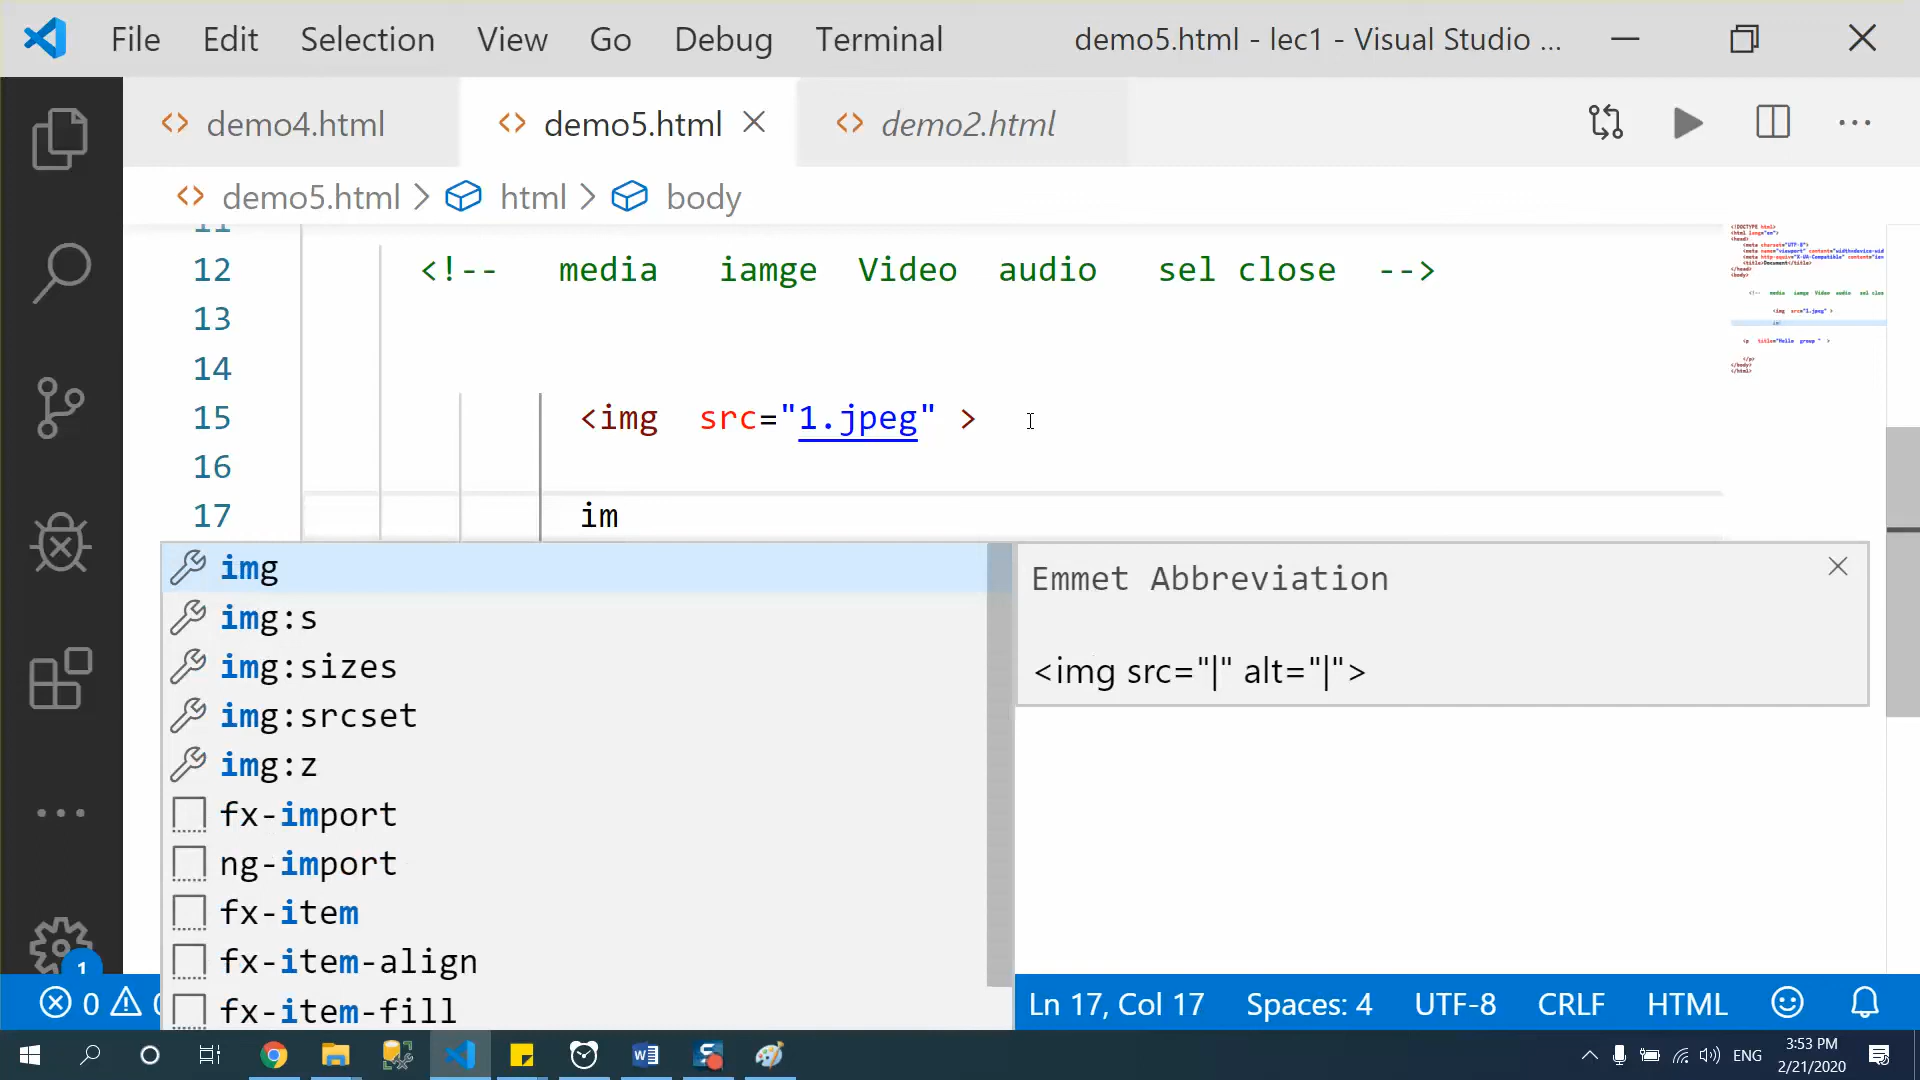 File Edit Selection View Go Debug Terminal demo5.html - lec1 - Visual Studio ...
demo4.html demo5.html demo2.html
demo5.html > html > body
11
12 <!-- media iamge Video audio sel close -->
13
14
15 <img src="1.jpeg" >
16
17 im
img
img:s
img:sizes
img:srcset
img:z
fx-import
ng-import
fx-item
fx-item-align
fx-item-fill
Emmet Abbreviation
<img src="|" alt="|">
1
0 0 Ln 17, Col 17 Spaces: 4 UTF-8 CRLF HTML
ENG 3:53 PM
2/21/2020